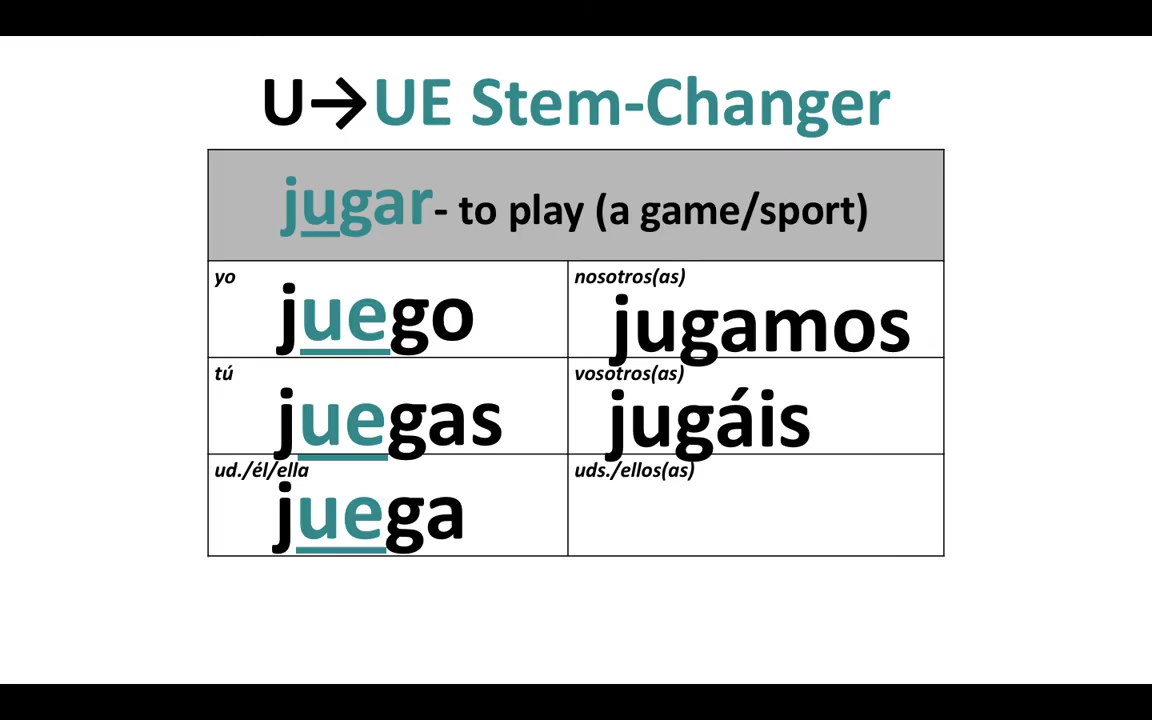 U→UE Stem-Changer
jugar- to play (a game/sport)
yo
juego
nosotros(as)
jugamos
tú
juegas
vosotros(as)
jugáis
ud./él/ella
juega
uds./ellos(as)